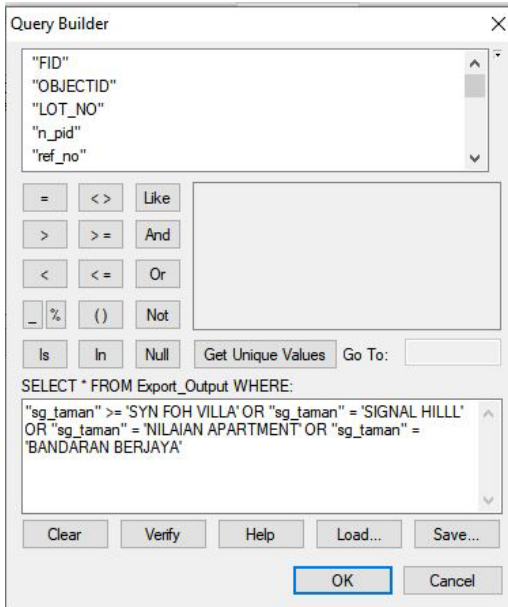 Query Builder
"FID"
"OBJECTID"
"LOT_NO"
"n_pid"
"ref_no"
= < > Like
> > = And
< < = Or
_ % ( ) Not
Is In Null Get Unique Values Go To:
SELECT * FROM Export_Output WHERE:
"sg_taman" >= 'SYN FOH VILLA' OR "sg_taman" = 'SIGNAL HILLL'
OR "sg_taman" = 'NILAIAN APARTMENT' OR "sg_taman" =
'BANDARAN BERJAYA'
Clear Verify Help Load... Save...
OK Cancel